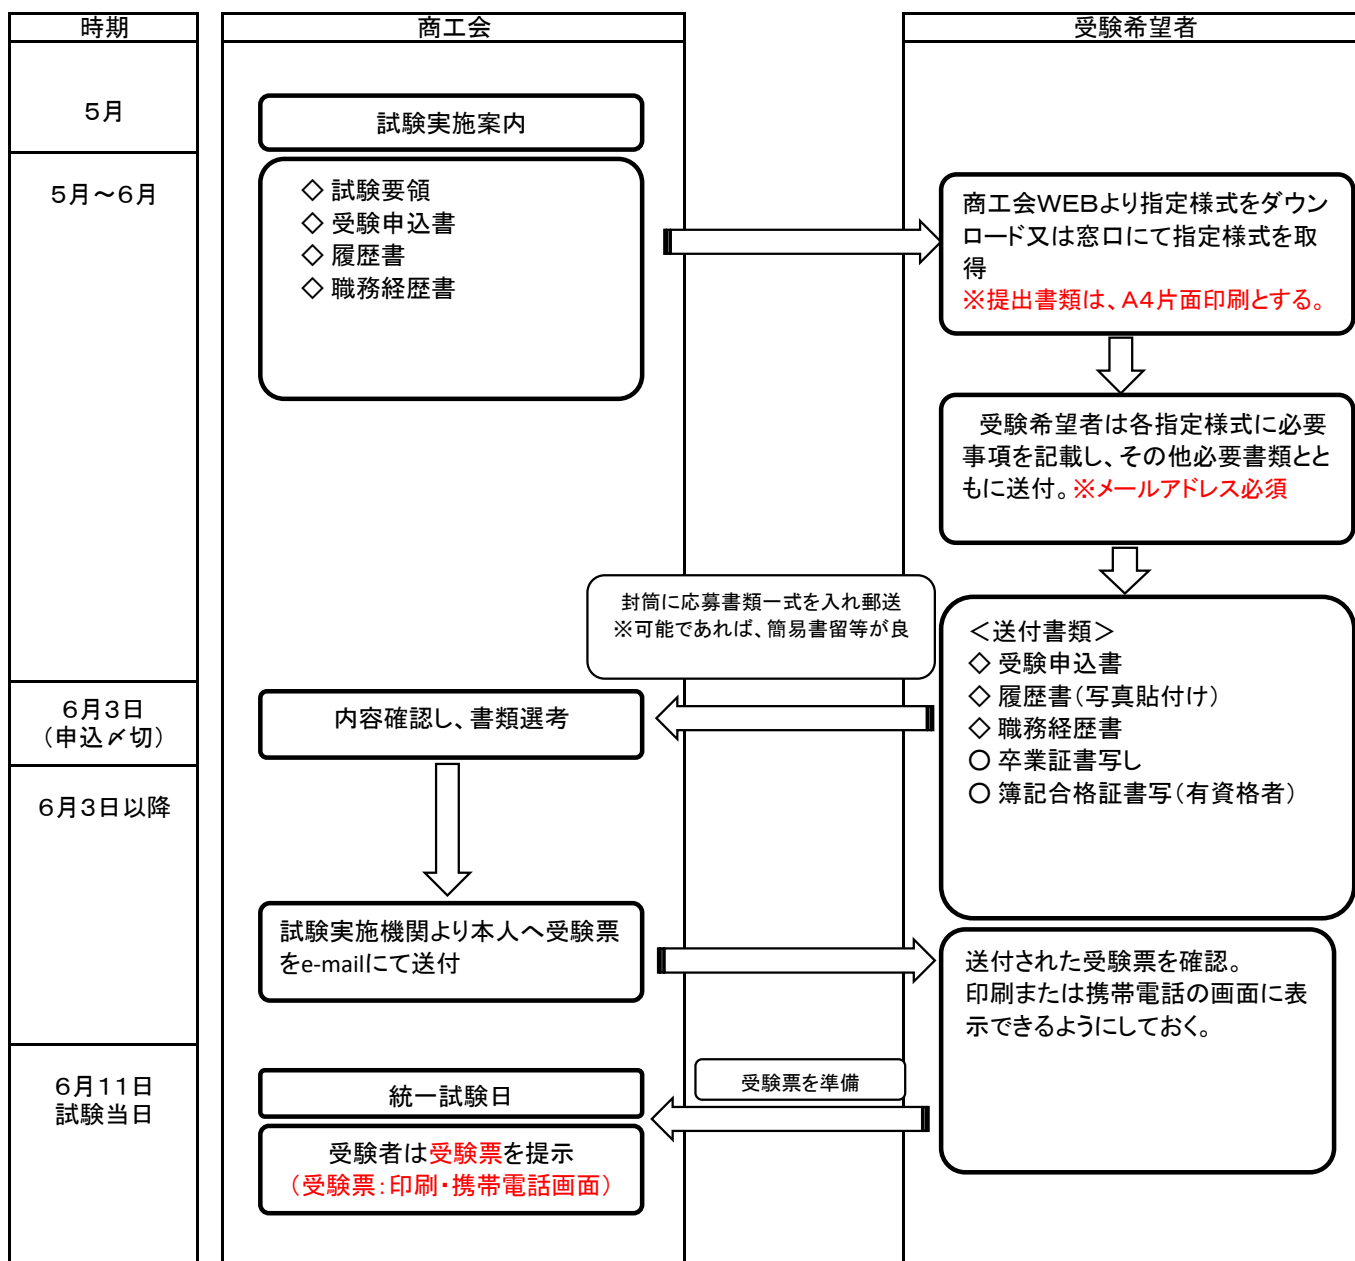 時期
商工会
受験希望者
5月
試験実施案内
5月～6月
◇ 試験要領
◇ 受験申込書
◇ 履歴書
◇ 職務経歴書
商工会WEBより指定様式をダウン
ロード又は窓口にて指定様式を取
得
※提出書類は、A4片面印刷とする。
受験希望者は各指定様式に必要
事項を記載し、その他必要書類とと
もに送付。※メールアドレス必須
封筒に応募書類一式を入れ郵送
※可能であれば、簡易書留等が良
＜送付書類＞
◇ 受験申込書
◇ 履歴書（写真貼付け）
◇ 職務経歴書
○ 卒業証書写し
○ 簿記合格証書写（有資格者）
6月3日
（申込〆切）
内容確認し、書類選考
6月3日以降
試験実施機関より本人へ受験票
をe-mailにて送付
送付された受験票を確認。
印刷または携帯電話の画面に表
示できるようにしておく。
6月11日
試験当日
統一試験日
受験票を準備
受験者は受験票を提示
（受験票：印刷・携帯電話画面）